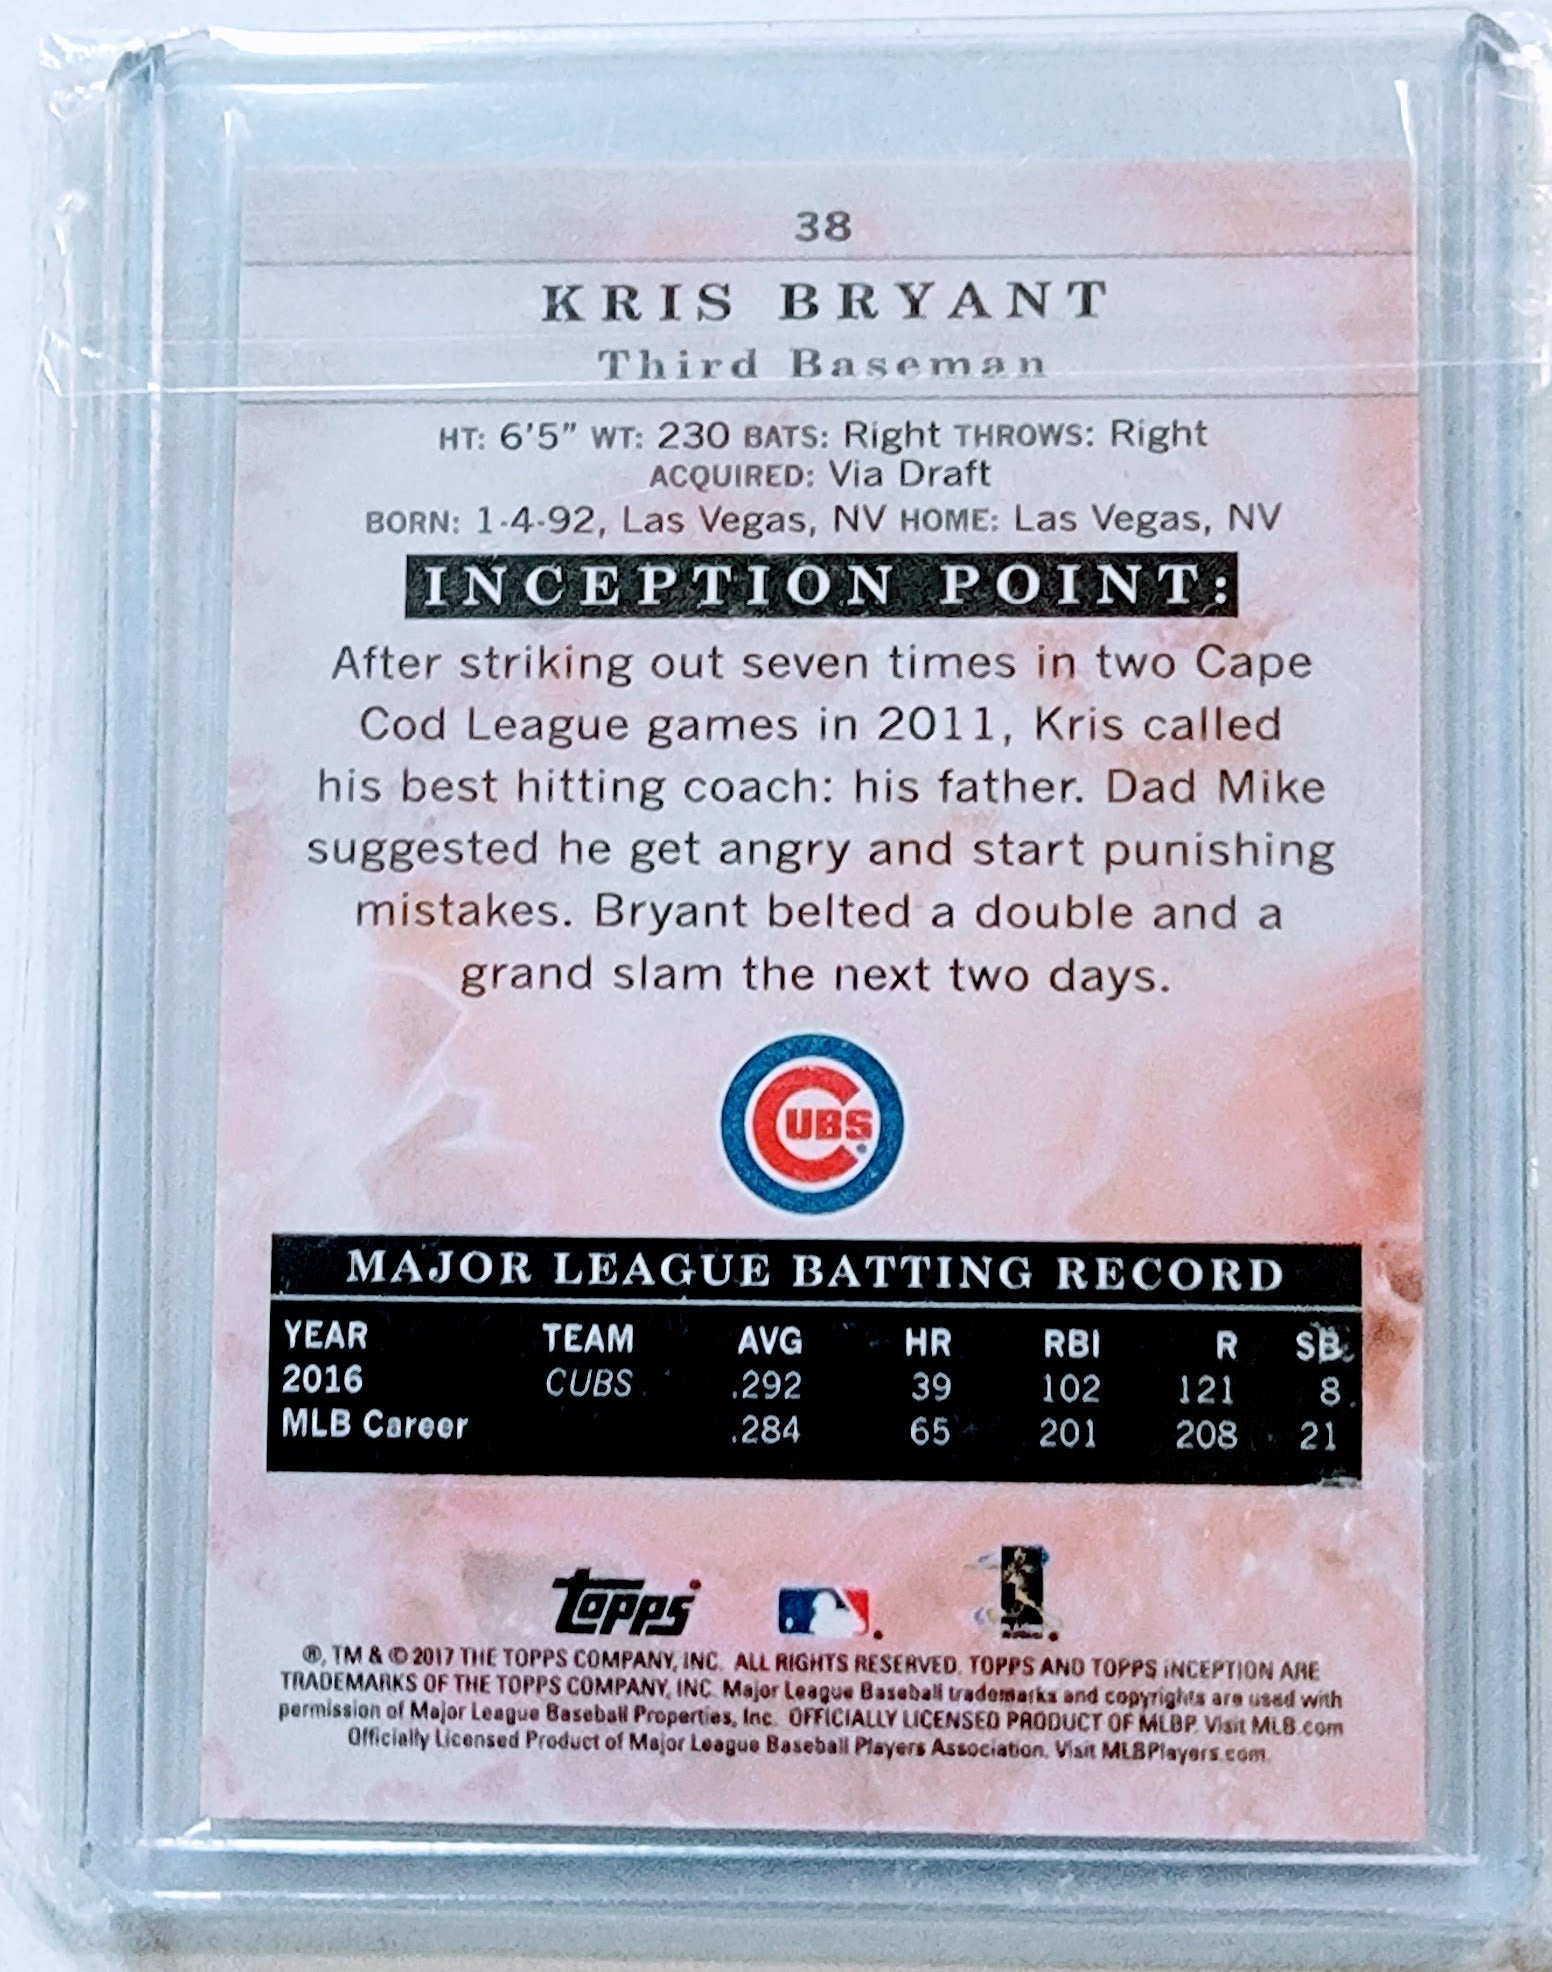 38
KRIS BRYANT
Third Baseman
HT: 6'5" WT: 230 BATS: Right THROWS: Right
ACQUIRED: Via Draft
BORN: 1-4-92, Las Vegas, NV HOME: Las Vegas, NV
INCEPTION POINT:
After striking out seven times in two Cape
Cod League games in 2011, Kris called
his best hitting coach: his father. Dad Mike
suggested he get angry and start punishing
mistakes. Bryant belted a double and a
grand slam the next two days.
CUBS
MAJOR LEAGUE BATTING RECORD
YEAR TEAM AVG HR RBI R SB
2016 CUBS .292 39 102 121 8
MLB Career .284 65 201 208 21
topps
®, TM & © 2017 THE TOPPS COMPANY, INC. ALL RIGHTS RESERVED. TOPPS AND TOPPS INCEPTION ARE
TRADEMARKS OF THE TOPPS COMPANY, INC. Major League Baseball trademarks and copyrights are used with
permission of Major League Baseball Properties, Inc. OFFICIALLY LICENSED PRODUCT OF MLBP. Visit MLB.com
Officially Licensed Product of Major League Baseball Players Association. Visit MLBPlayers.com.